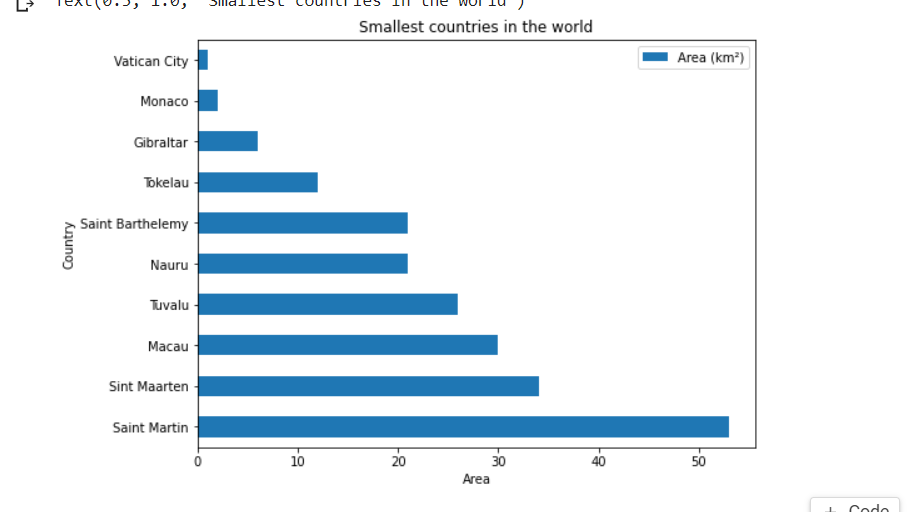 Text(0.5, 1.0, 'Smallest countries in the world')
Smallest countries in the world
Area (km²)
Vatican City
Monaco
Gibraltar
Tokelau
Saint Barthelemy
Nauru
Tuvalu
Macau
Sint Maarten
Saint Martin
Country
0 10 20 30 40 50
Area
+ Code